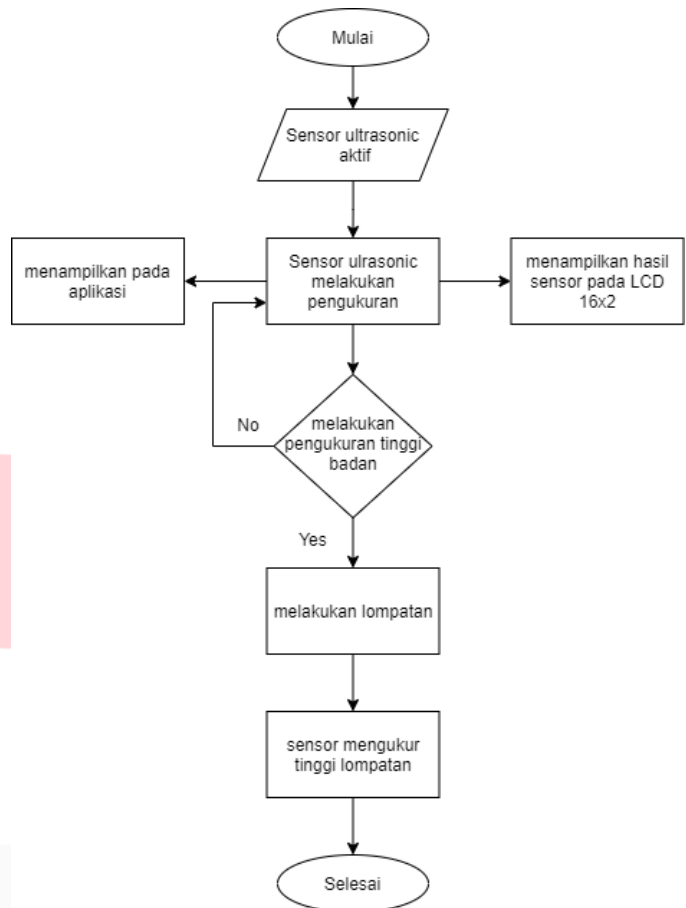 Mulai
Sensor ultrasonic
aktif
menampilkan pada
aplikasi
Sensor ulrasonic
melakukan
pengukuran
menampilkan hasil
sensor pada LCD
16x2
No
melakukan
pengukuran tinggi
badan
Yes
melakukan lompatan
sensor mengukur
tinggi lompatan
Selesai